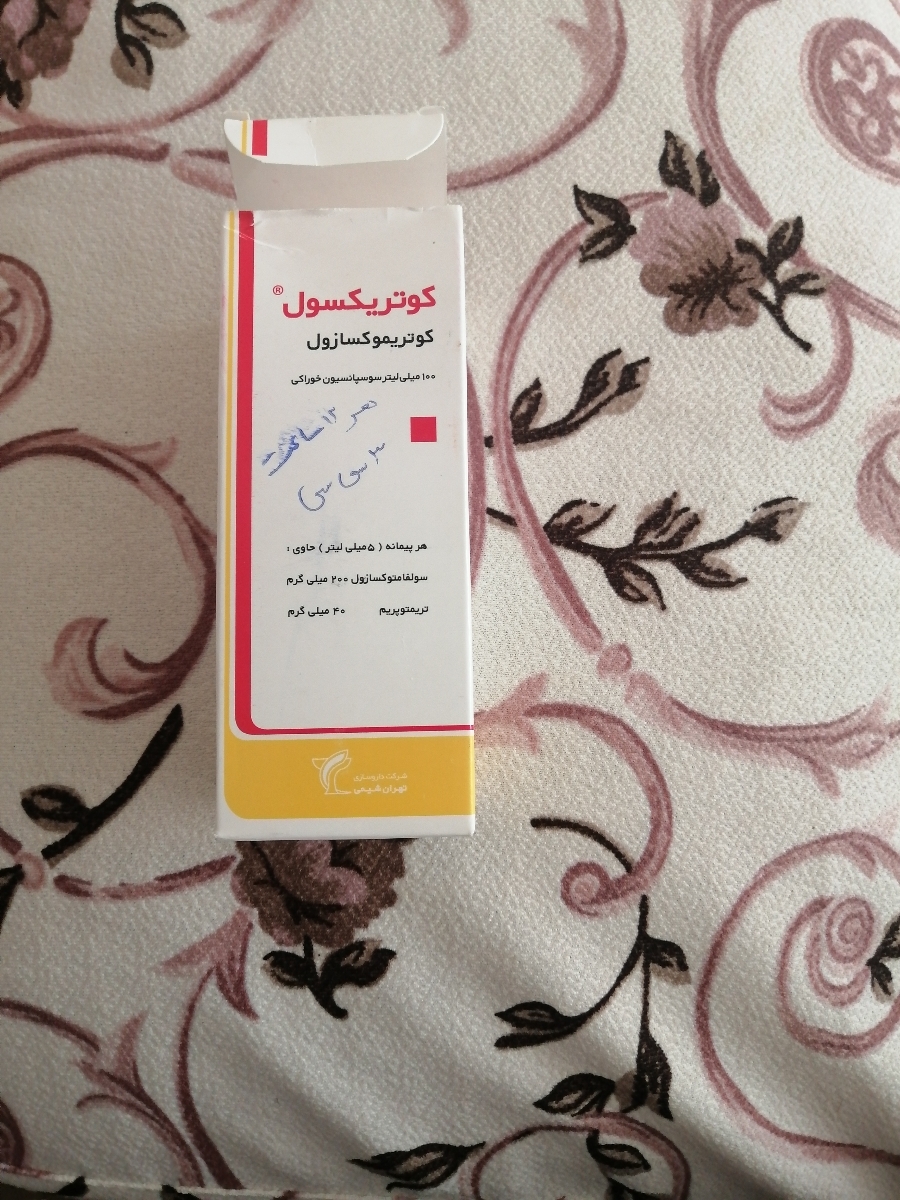 کوتریکسول®
کوتریموکسازول
۱۰۰ میلی‌لیتر سوسپانسیون خوراکی
هر ۱۲ ساعت
۳ سی سی
هر پیمانه ( ۵ میلی لیتر ) حاوی :
سولفامتوکسازول ۲۰۰ میلی گرم
تریمتوپریم ۴۰ میلی گرم
شرکت داروسازی
تهران شیمی